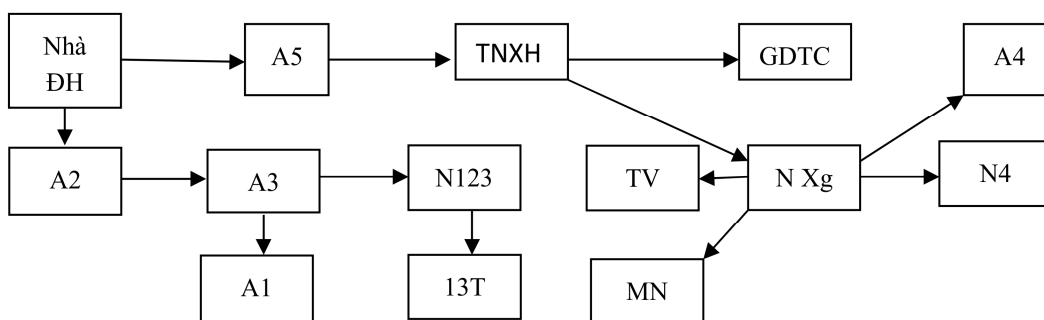 Nhà
ĐH
A5
TNXH
GDTC
A4
A2
A3
N123
TV
N Xg
N4
A1
13T
MN